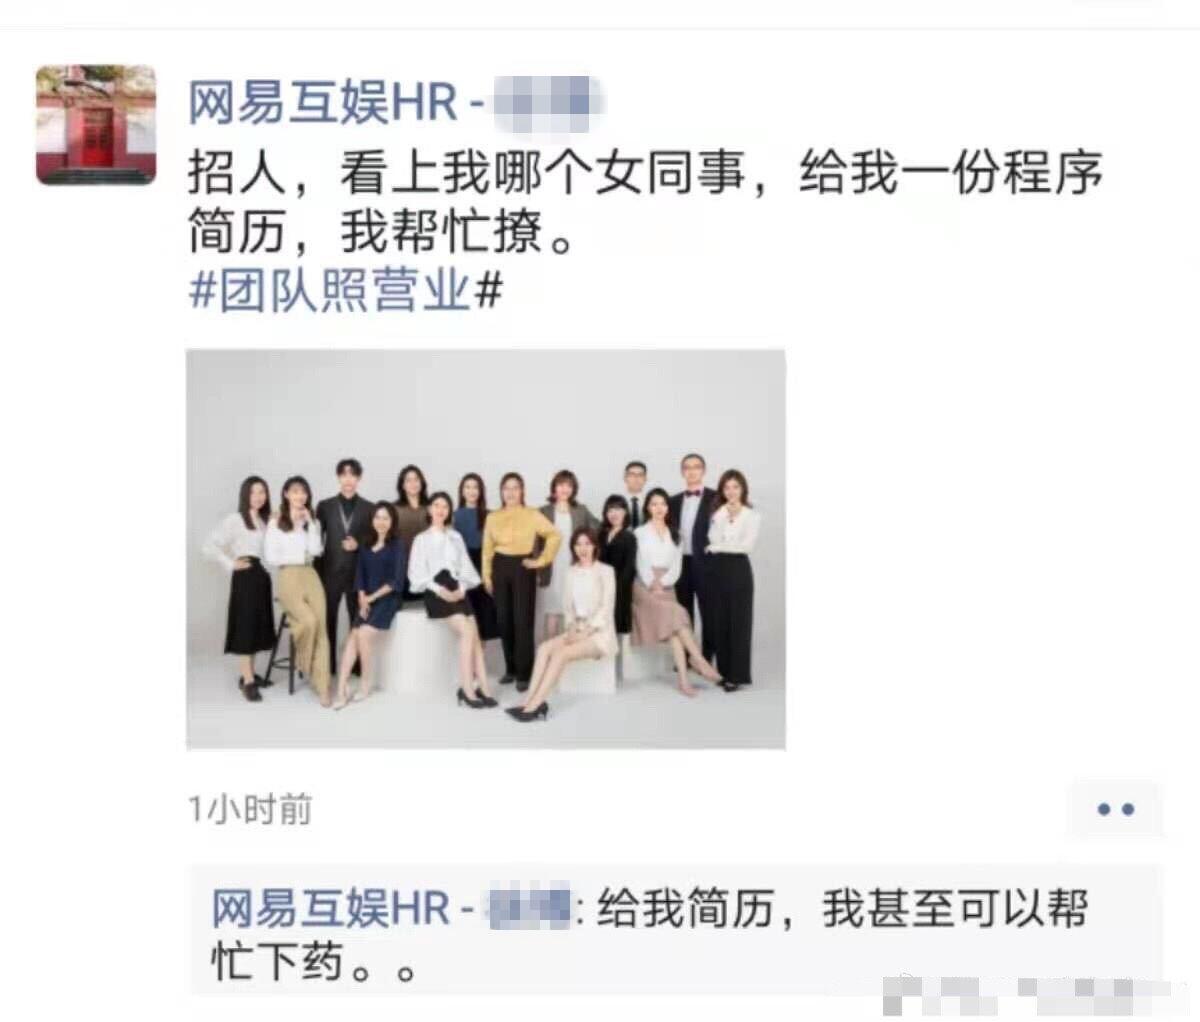 网易互娱HR -
招人，看上我哪个女同事，给我一份程序
简历，我帮忙撩。
#团队照营业#
1小时前
网易互娱HR - : 给我简历，我甚至可以帮
忙下药。。